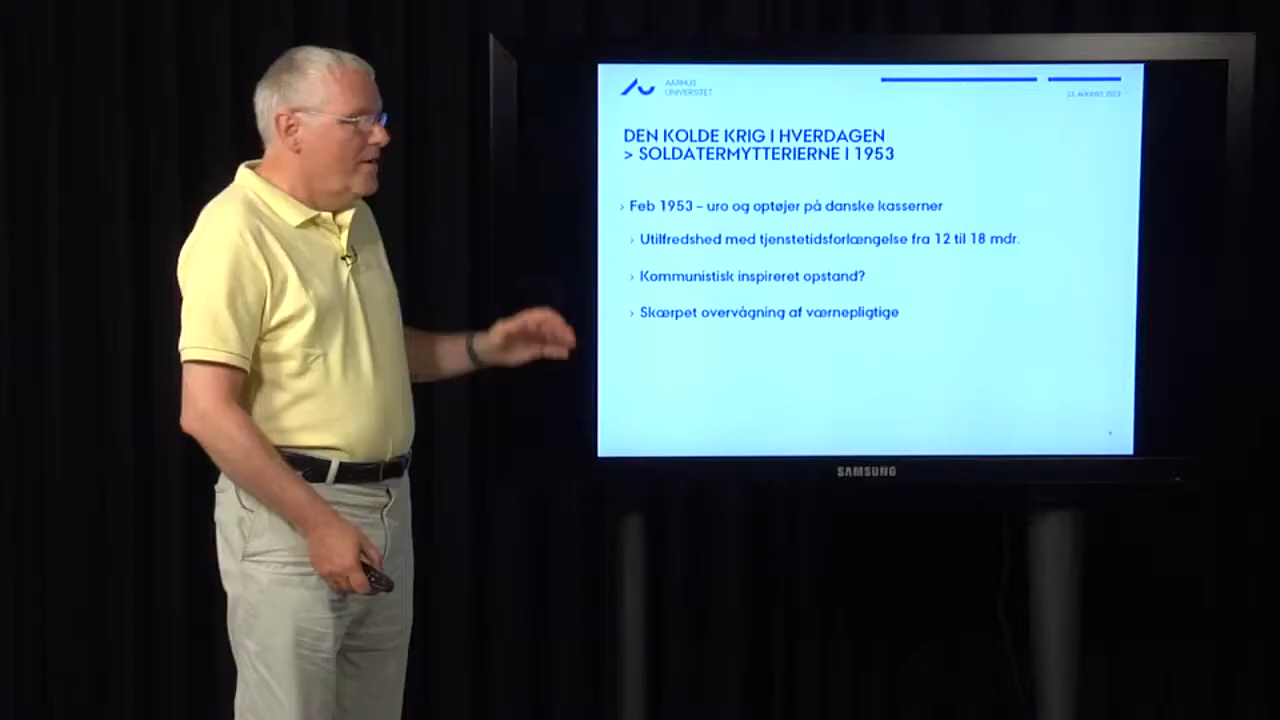 AARHUS
UNIVERSITET
DEN KOLDE KRIG I HVERDAGEN
> SOLDATERMYTTERIERNE I 1953
› Feb 1953 – uro og optøjer på danske kasserner
› Utilfredshed med tjenstetidsforlængelse fra 12 til 18 mdr.
› Kommunistisk inspireret opstand?
› Skærpet overvågning af værnepligtige
SAMSUNG